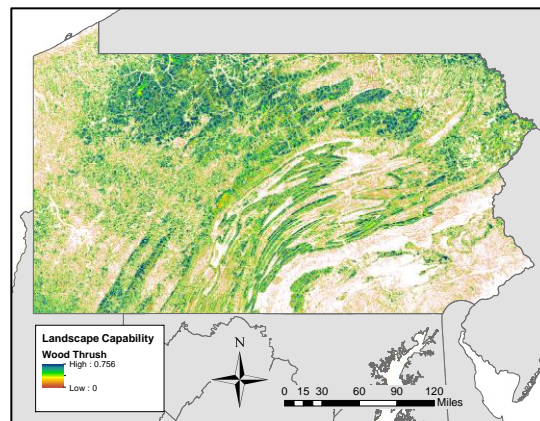 Landscape Capability
Wood Thrush
High : 0.756
Low : 0
N
0 15 30 60 90 120
Miles